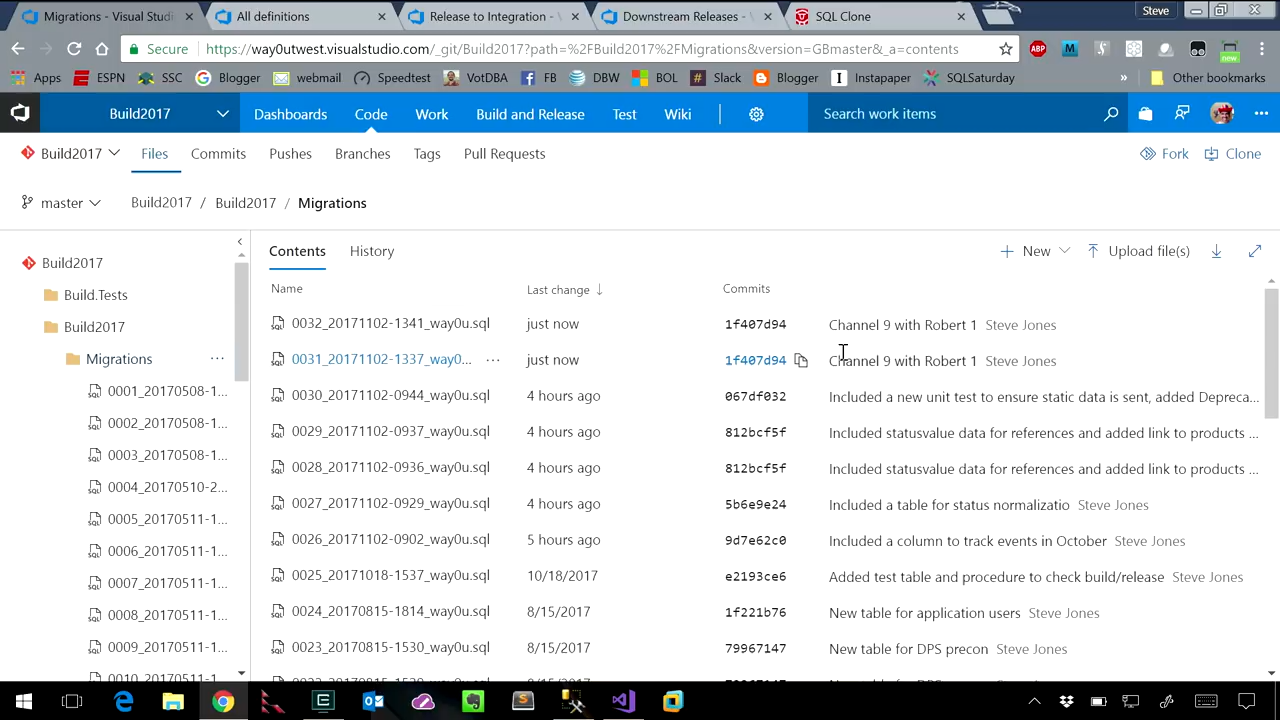 Migrations - Visual Studi
All definitions
Release to Integration -
Downstream Releases -
SQL Clone
Steve
Secure
https://way0utwest.visualstudio.com/_git/Build2017?path=%2FBuild2017%2FMigrations&version=GBmaster&_a=contents
ABP
M
new
Apps
ESPN
SSC
Blogger
webmail
Speedtest
VotDBA
FB
DBW
BOL
Slack
Blogger
Instapap
SQLSaturday
»
Other bookmarks
Build2017
Dashboards
Code
Work
Build and Release
Test
Wiki
Search work items
Build2017
Files
Commits
Pushes
Branches
Tags
Pull Requests
Fork
Clone
master
Build2017 / Build2017 / Migrations
Contents
History
New
Upload file(s)
Build2017
Build.Tests
Build2017
Migrations ...
0001_20170508-1...
0002_20170508-1...
0003_20170508-1...
0004_20170510-2...
0005_20170511-1...
0006_20170511-1...
0007_20170511-1...
0008_20170511-1...
0009_20170511-1...
0010_20170511-1...
Name Last change ↓ Commits
0032_20171102-1341_way0u.sql just now 1f407d94 Channel 9 with Robert 1 Steve Jones
0031_20171102-1337_way0... ... just now 1f407d94 Channel 9 with Robert 1 Steve Jones
0030_20171102-0944_way0u.sql 4 hours ago 067df032 Included a new unit test to ensure static data is sent, added Depreca...
0029_20171102-0937_way0u.sql 4 hours ago 812bcf5f Included statusvalue data for references and added link to products ...
0028_20171102-0936_way0u.sql 4 hours ago 812bcf5f Included statusvalue data for references and added link to products ...
0027_20171102-0929_way0u.sql 4 hours ago 5b6e9e24 Included a table for status normalizatio Steve Jones
0026_20171102-0902_way0u.sql 5 hours ago 9d7e62c0 Included a column to track events in October Steve Jones
0025_20171018-1537_way0u.sql 10/18/2017 e2193ce6 Added test table and procedure to check build/release Steve Jones
0024_20170815-1814_way0u.sql 8/15/2017 1f221b76 New table for application users Steve Jones
0023_20170815-1530_way0u.sql 8/15/2017 79967147 New table for DPS precon Steve Jones